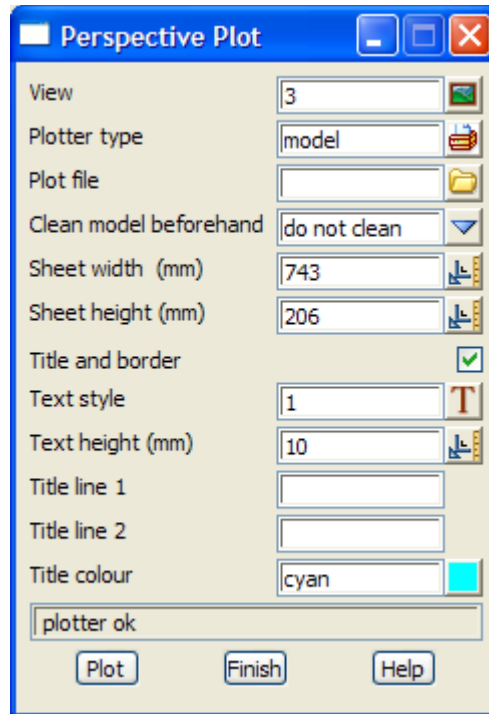 Perspective Plot
View 3
Plotter type model
Plot file
Clean model beforehand do not clean
Sheet width (mm) 743
Sheet height (mm) 206
Title and border
Text style 1 T
Text height (mm) 10
Title line 1
Title line 2
Title colour cyan
plotter ok
Plot Finish Help